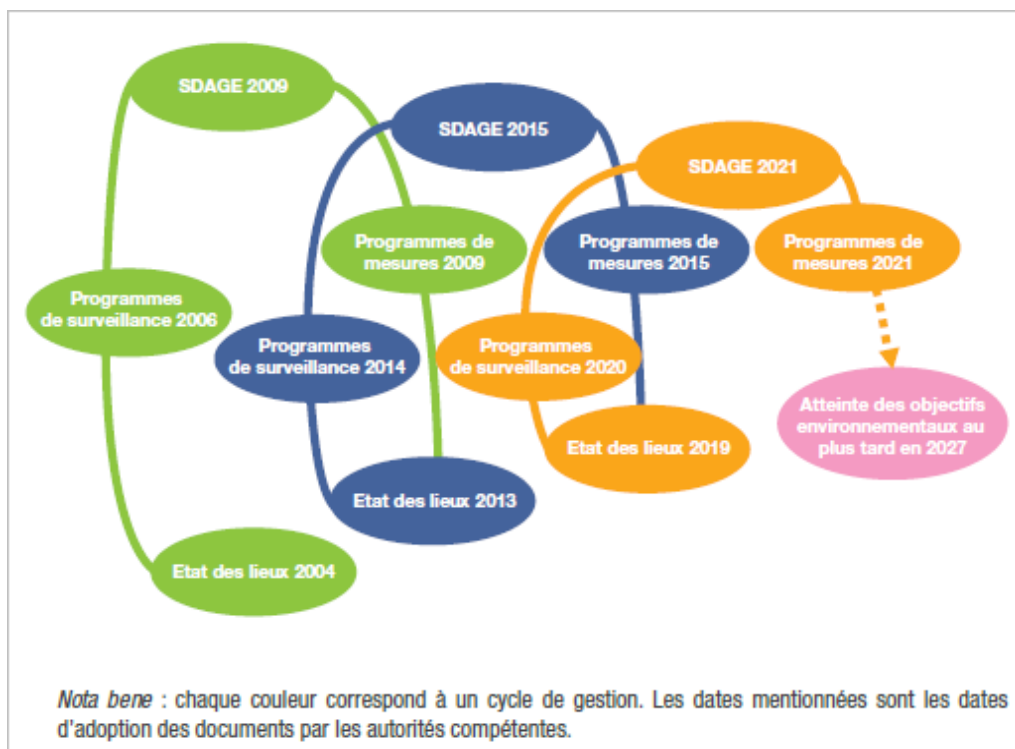 SDAGE 2009
SDAGE 2015
SDAGE 2021
Programmes de
mesures 2009
Programmes de
mesures 2015
Programmes de
mesures 2021
Programmes
de surveillance 2006
Programmes
de surveillance 2014
Programmes
de surveillance 2020
Atteinte des objectifs
environnementaux au
plus tard en 2027
Etat des lieux 2019
Etat des lieux 2013
Etat des lieux 2004
Nota bene : chaque couleur correspond à un cycle de gestion. Les dates mentionnées sont les dates
d'adoption des documents par les autorités compétentes.